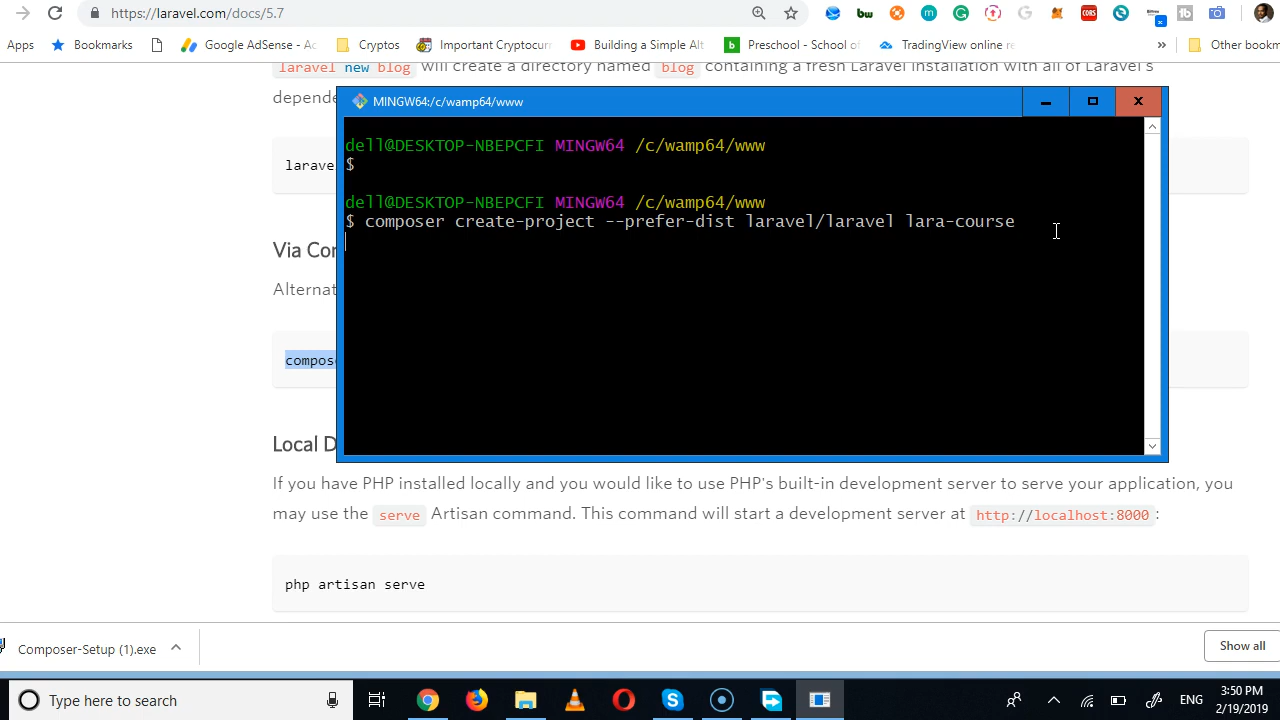 https://laravel.com/docs/5.7
Apps Bookmarks Google AdSense - Ac Cryptos Important Cryptocur Building a Simple Alt Preschool - School of TradingView online re » Other bookm
laravel new blog will create a directory named blog containing a fresh Laravel installation with all of Laravel's
depende
MINGW64:/c/wamp64/www
dell@DESKTOP-NBEPCFI MINGW64 /c/wamp64/www
$
larave
dell@DESKTOP-NBEPCFI MINGW64 /c/wamp64/www
$ composer create-project --prefer-dist laravel/laravel lara-course
Via Com
Alternat
compose
Local D
If you have PHP installed locally and you would like to use PHP's built-in development server to serve your application, you
may use the serve Artisan command. This command will start a development server at http://localhost:8000 :
php artisan serve
Composer-Setup (1).exe
Show all
Type here to search
ENG
3:50 PM
2/19/2019